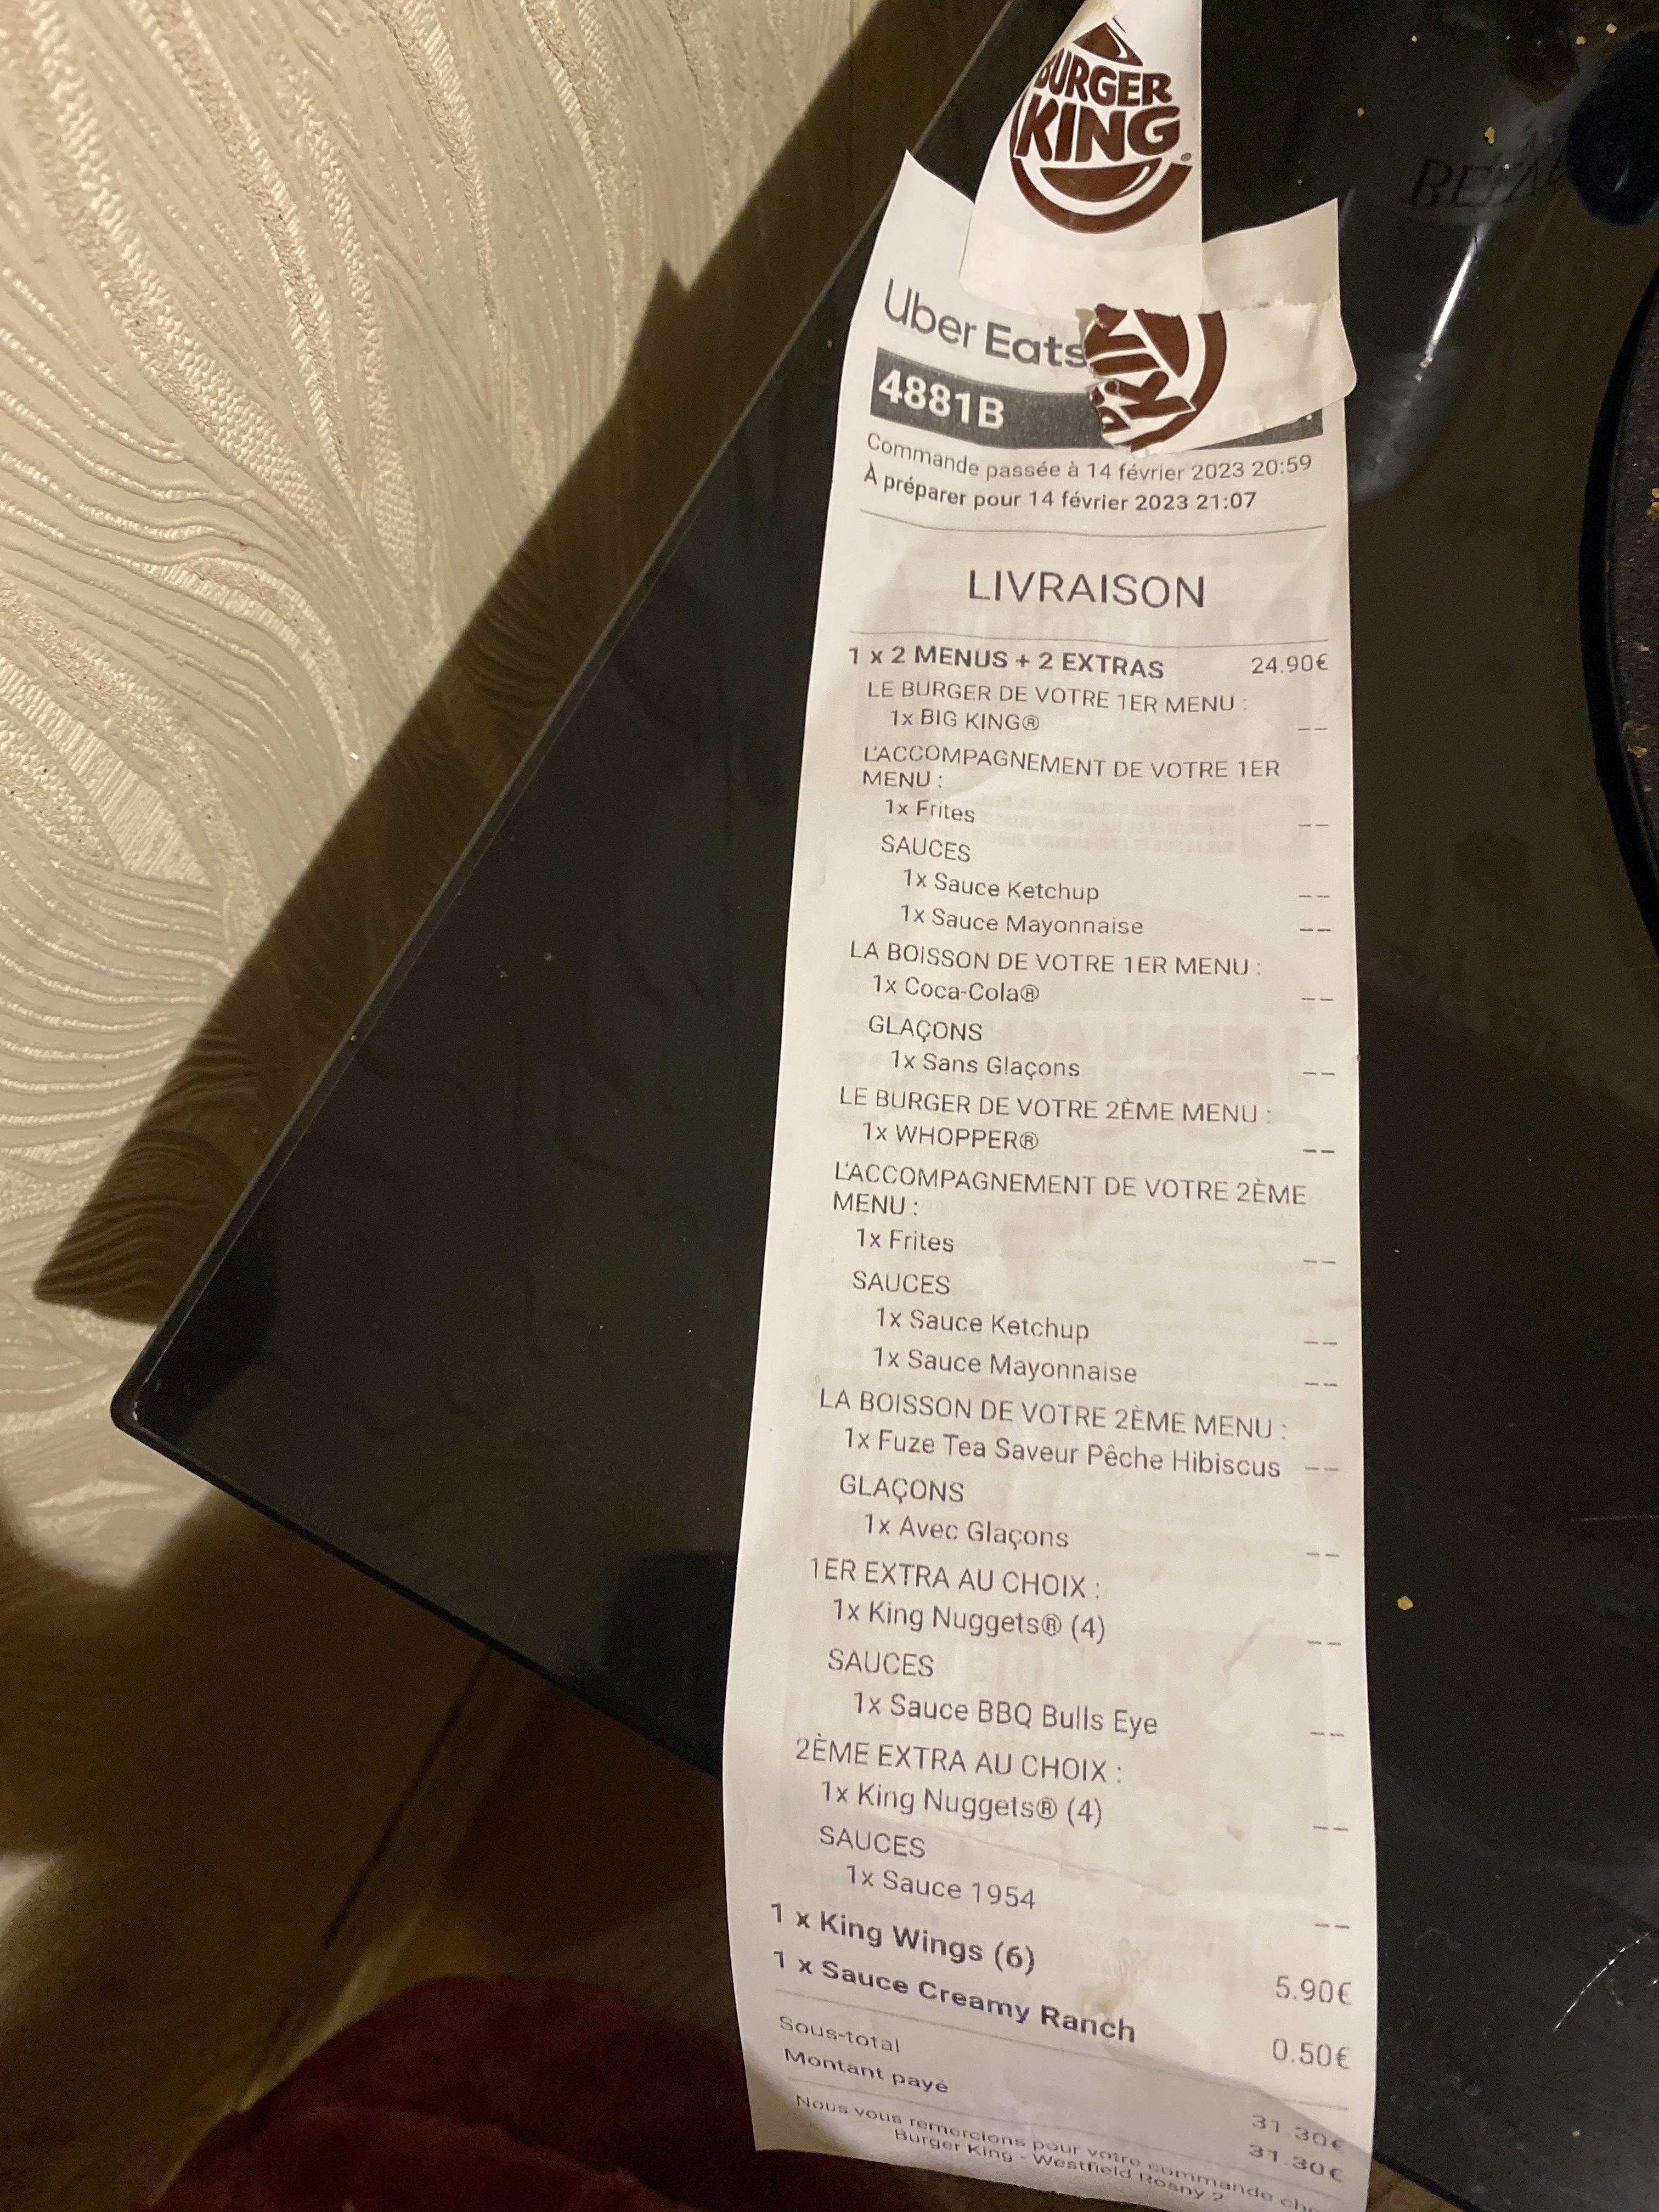 BURGER
KING
Uber Eats
4881B
Commande passée à 14 février 2023 20:59
À préparer pour 14 février 2023 21:07
LIVRAISON
1 x 2 MENUS + 2 EXTRAS 24.90€
LE BURGER DE VOTRE 1ER MENU :
1x BIG KING® --
L'ACCOMPAGNEMENT DE VOTRE 1ER
MENU :
1x Frites --
SAUCES
1x Sauce Ketchup --
1x Sauce Mayonnaise --
LA BOISSON DE VOTRE 1ER MENU :
1x Coca-Cola® --
GLAÇONS
1x Sans Glaçons --
LE BURGER DE VOTRE 2ÈME MENU :
1x WHOPPER® --
L'ACCOMPAGNEMENT DE VOTRE 2ÈME
MENU :
1x Frites --
SAUCES
1x Sauce Ketchup --
1x Sauce Mayonnaise --
LA BOISSON DE VOTRE 2ÈME MENU :
1x Fuze Tea Saveur Pêche Hibiscus --
GLAÇONS
1x Avec Glaçons --
1ER EXTRA AU CHOIX :
1x King Nuggets® (4) --
SAUCES
1x Sauce BBQ Bulls Eye --
2ÈME EXTRA AU CHOIX :
1x King Nuggets® (4) --
SAUCES
1x Sauce 1954 --
1 x King Wings (6) 5.90€
1 x Sauce Creamy Ranch 0.50€
Sous-total 31.30€
Montant payé 31.30€
Nous vous remercions pour votre commande
Burger King - Westfield Rosny 2